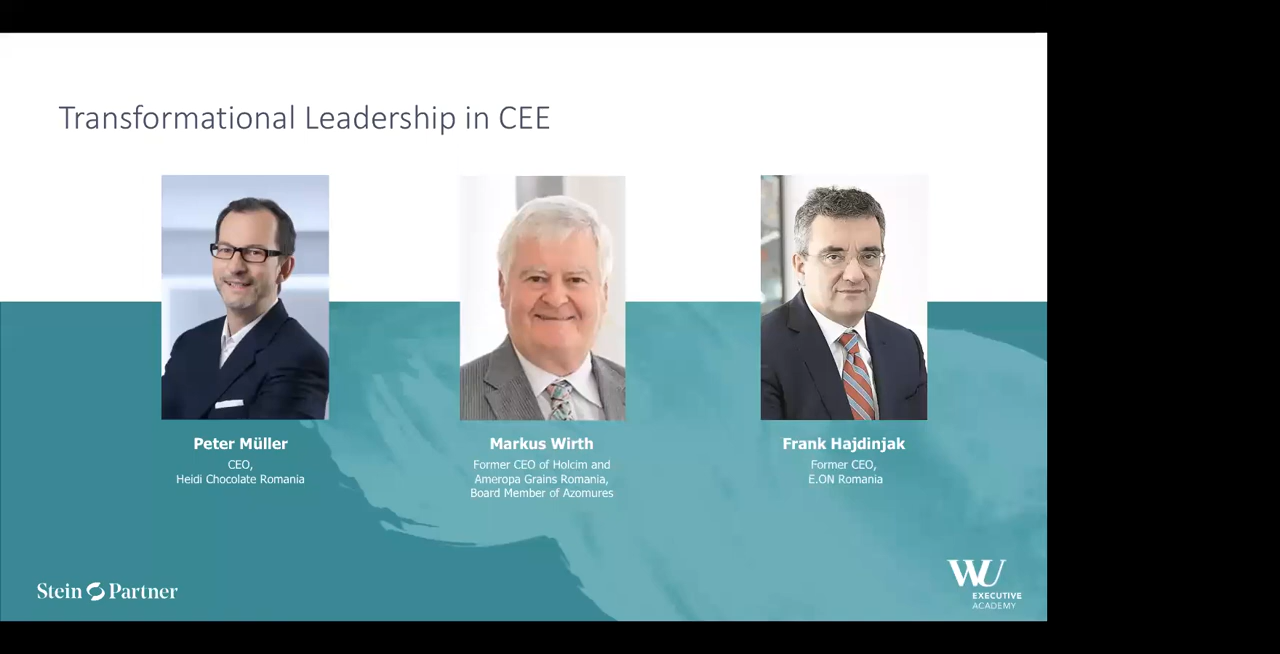 Transformational Leadership in CEE
Peter Müller
CEO,
Heidi Chocolate Romania
Markus Wirth
Former CEO of Holcim and
Ameropa Grains Romania,
Board Member of Azomures
Frank Hajdinjak
Former CEO,
E.ON Romania
Stein Partner
WU
EXECUTIVE
ACADEMY